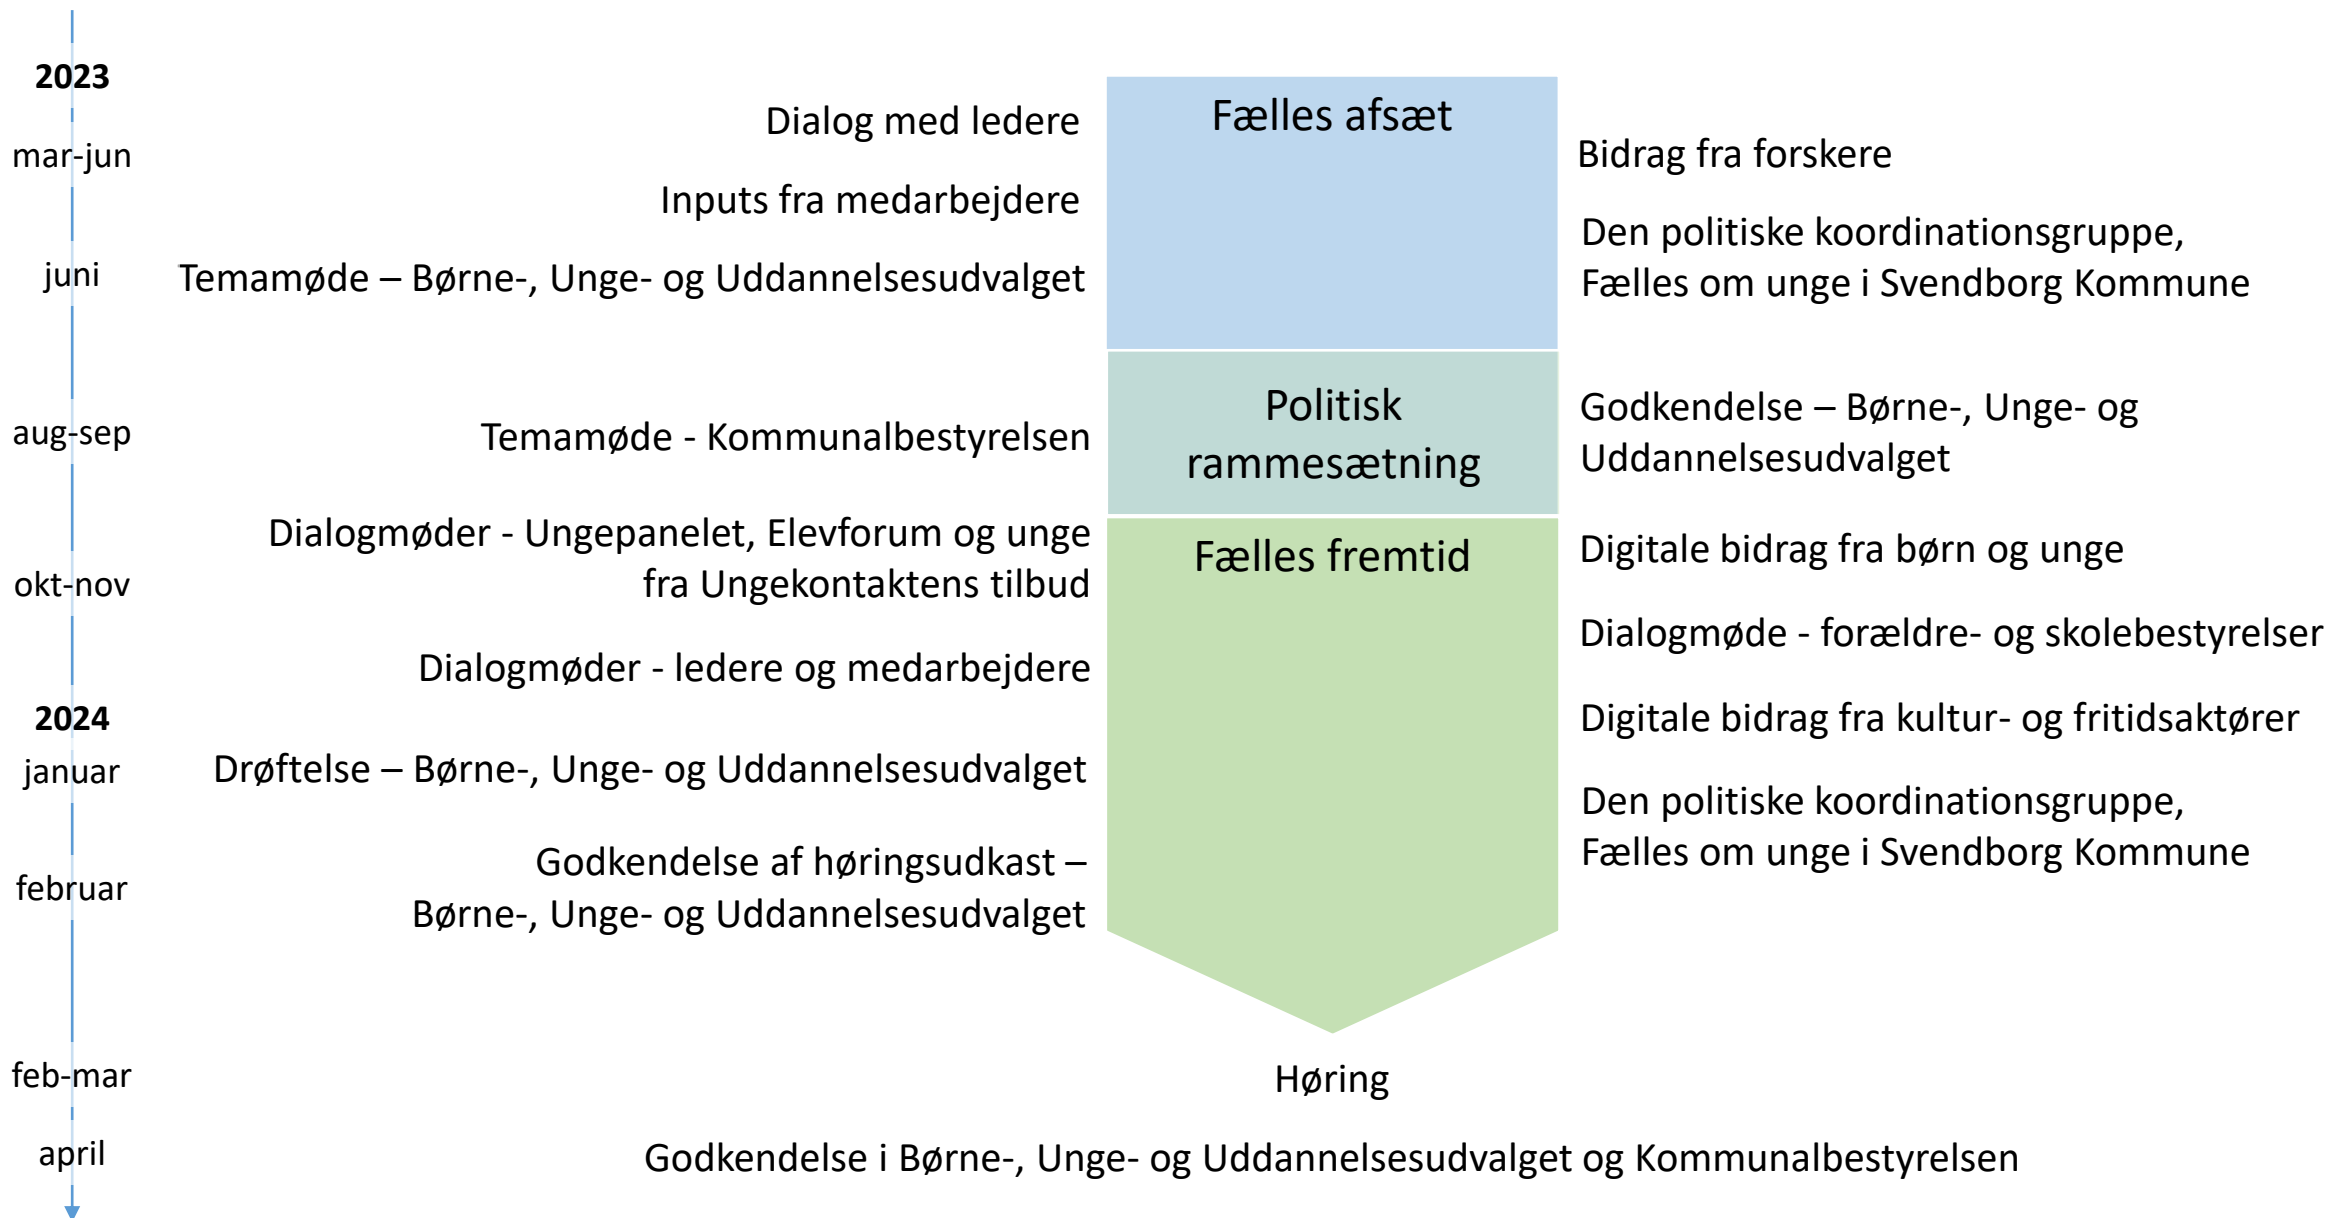 2023
Dialog med ledere
Fælles afsæt
mar-jun
Bidrag fra forskere
Inputs fra medarbejdere
Den politiske koordinationsgruppe,
Fælles om unge i Svendborg Kommune
juni
Temamøde – Børne-, Unge- og Uddannelsesudvalget
aug-sep
Temamøde - Kommunalbestyrelsen
Politisk
rammesætning
Godkendelse – Børne-, Unge- og
Uddannelsesudvalget
okt-nov
Dialogmøder - Ungepanelet, Elevforum og unge
fra Ungekontaktens tilbud
Fælles fremtid
Digitale bidrag fra børn og unge
Dialogmøde - forældre- og skolebestyrelser
Dialogmøder - ledere og medarbejdere
2024
Digitale bidrag fra kultur- og fritidsaktører
januar
Drøftelse – Børne-, Unge- og Uddannelsesudvalget
Den politiske koordinationsgruppe,
Fælles om unge i Svendborg Kommune
februar
Godkendelse af høringsudkast –
Børne-, Unge- og Uddannelsesudvalget
feb-mar
Høring
april
Godkendelse i Børne-, Unge- og Uddannelsesudvalget og Kommunalbestyrelsen